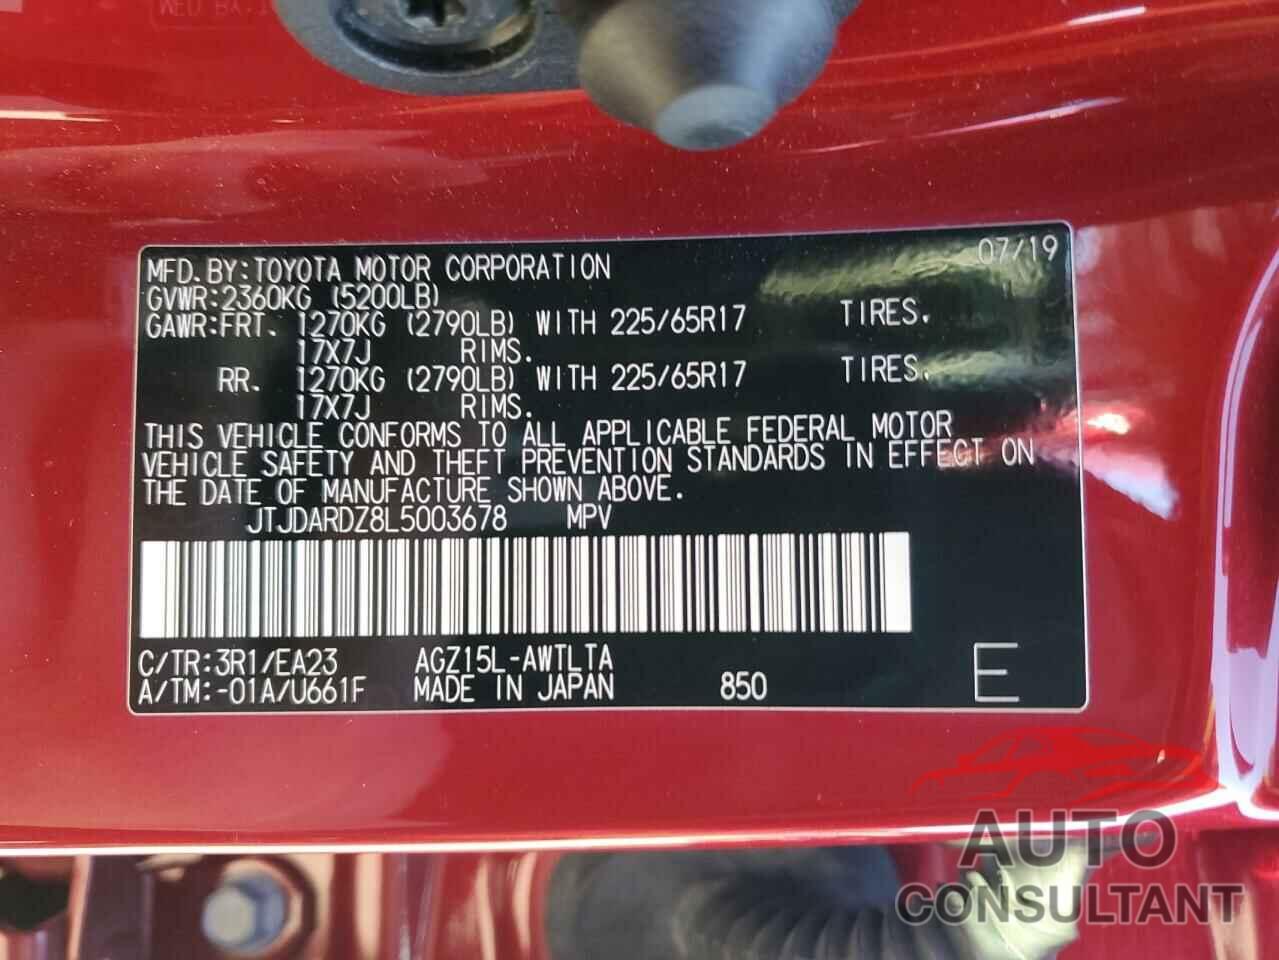 07/19
MFD. BY: TOYOTA MOTOR CORPORATION
GVWR: 2360KG (5200LB)
GAWR: FRT. 1270KG (2790LB) WITH 225/65R17 TIRES.
17X7J RIMS.
RR. 1270KG (2790LB) WITH 225/65R17 TIRES.
17X7J RIMS.
THIS VEHICLE CONFORMS TO ALL APPLICABLE FEDERAL MOTOR
VEHICLE SAFETY AND THEFT PREVENTION STANDARDS IN EFFECT ON
THE DATE OF MANUFACTURE SHOWN ABOVE.
JTJDARDZ8L5003678 MPV
C/TR: 3R1/EA23 AGZ15L-AWTLTA
A/TM: -01A/U661F MADE IN JAPAN 850
E
AUTO
CONSULTANT